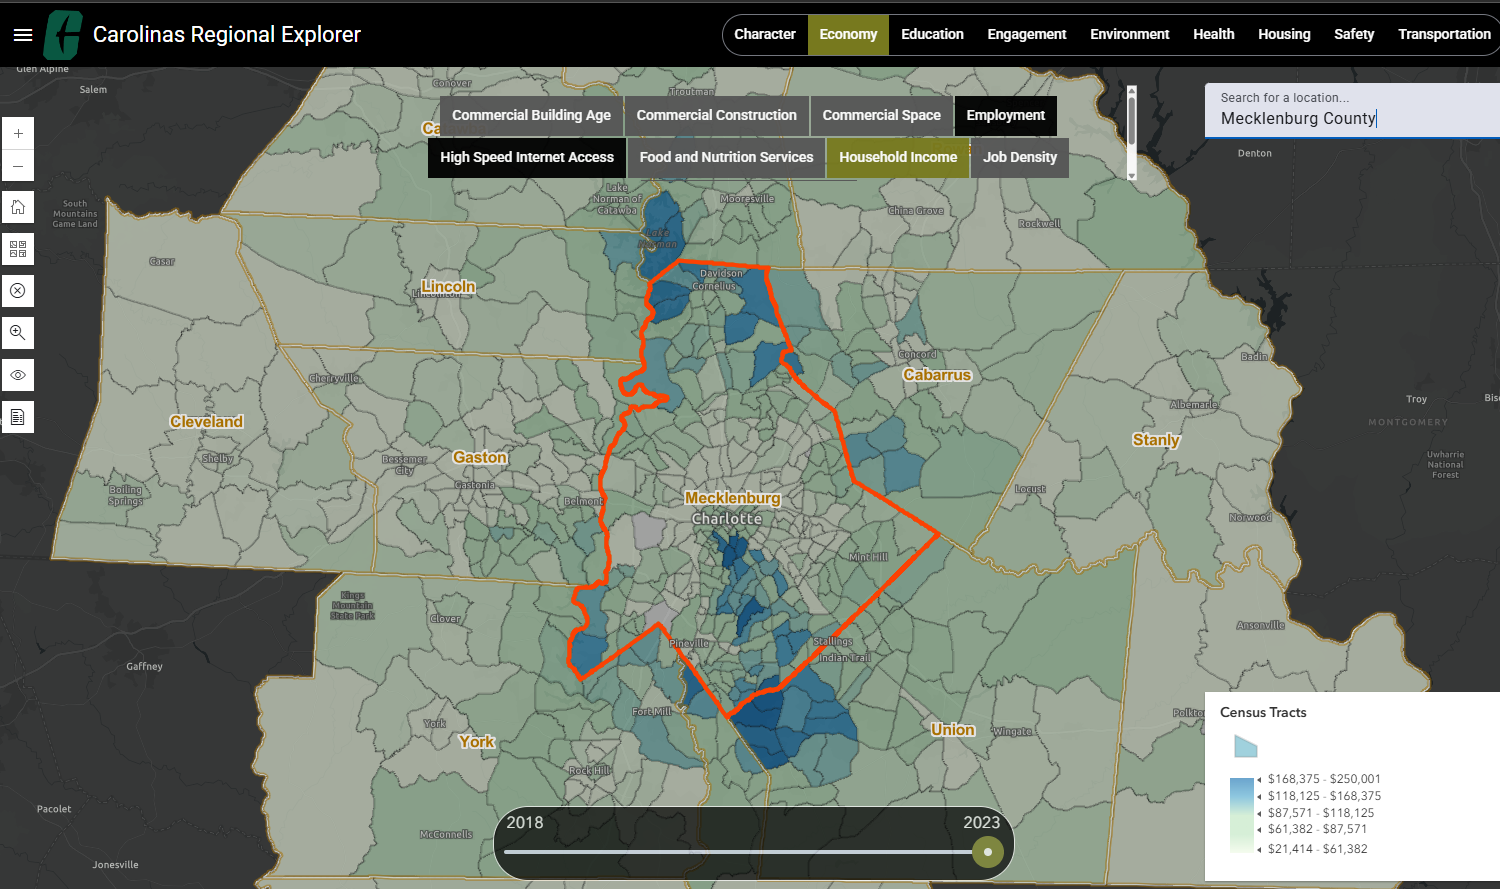 Carolinas Regional Explorer
Character
Economy
Education
Engagement
Environment
Health
Housing
Safety
Transportation
Glen Alpine
Salem
Conover
Troutman
Commercial Building Age
Commercial Construction
Commercial Space
Employment
High Speed Internet Access
Food and Nutrition Services
Household Income
Job Density
Search for a location...
Mecklenburg County
Denton
South
Mountains
Game Land
Lake
Norman of
Catawba
Mooresville
China Grove
Rockwell
Lake
Norman
Casar
Davidson
Cornelius
Lincoln
Concord
Cabarrus
Badin
Cherryville
Troy
Albemarle
MONTGOMERY
Cleveland
Stanly
Shelby
Bessemer
City
Gaston
Gastonia
Uwharrie
National
Forest
Boiling
Springs
Belmont
Mecklenburg
Charlotte
Locust
Norwood
Mint Hill
Kings
Mountain
State Park
Clover
Ansonville
Gaffney
Pineville
Stallings
Indian Trail
Fort Mill
York
York
Union
Wingate
Rock Hill
Pacolet
McConnells
Jonesville
2018
2023
Census Tracts
$168,375 - $250,001
$118,125 - $168,375
$87,571 - $118,125
$61,382 - $87,571
$21,414 - $61,382